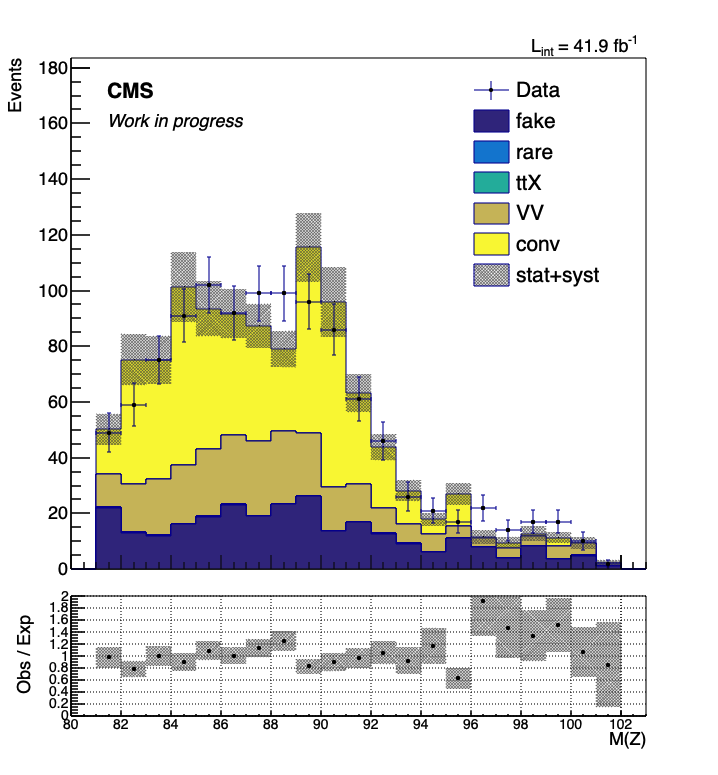 L_int = 41.9 fb^-1
Events
180
160
140
120
100
80
60
40
20
0
CMS
Work in progress
Data
fake
rare
ttX
VV
conv
stat+syst
Obs / Exp
2
1.8
1.6
1.4
1.2
1
0.8
0.6
0.4
0.2
0
80 82 84 86 88 90 92 94 96 98 100 102
M(Z)